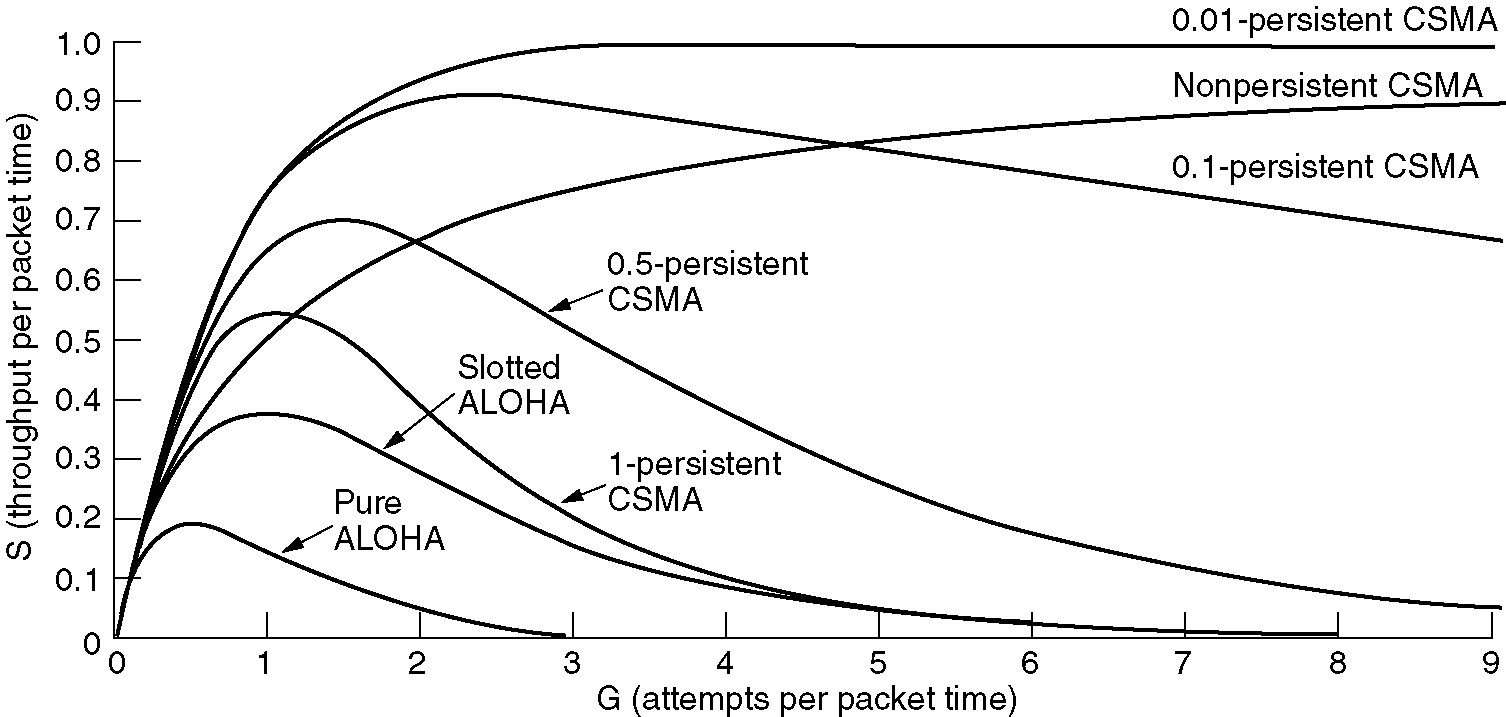 0.01-persistent CSMA
Nonpersistent CSMA
0.1-persistent CSMA
0.5-persistent
CSMA
Slotted
ALOHA
1-persistent
CSMA
Pure
ALOHA
S (throughput per packet time)
1.0
0.9
0.8
0.7
0.6
0.5
0.4
0.3
0.2
0.1
0
0 1 2 3 4 5 6 7 8 9
G (attempts per packet time)